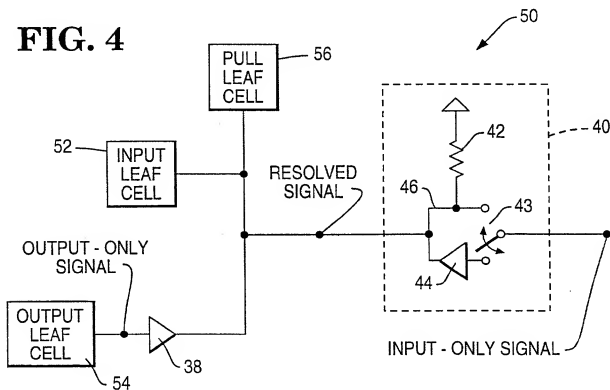 FIG. 4
50
PULL
LEAF
CELL
56
40
52
INPUT
LEAF
CELL
42
RESOLVED
SIGNAL
46
43
OUTPUT - ONLY
SIGNAL
44
OUTPUT
LEAF
CELL
54
38
INPUT - ONLY SIGNAL